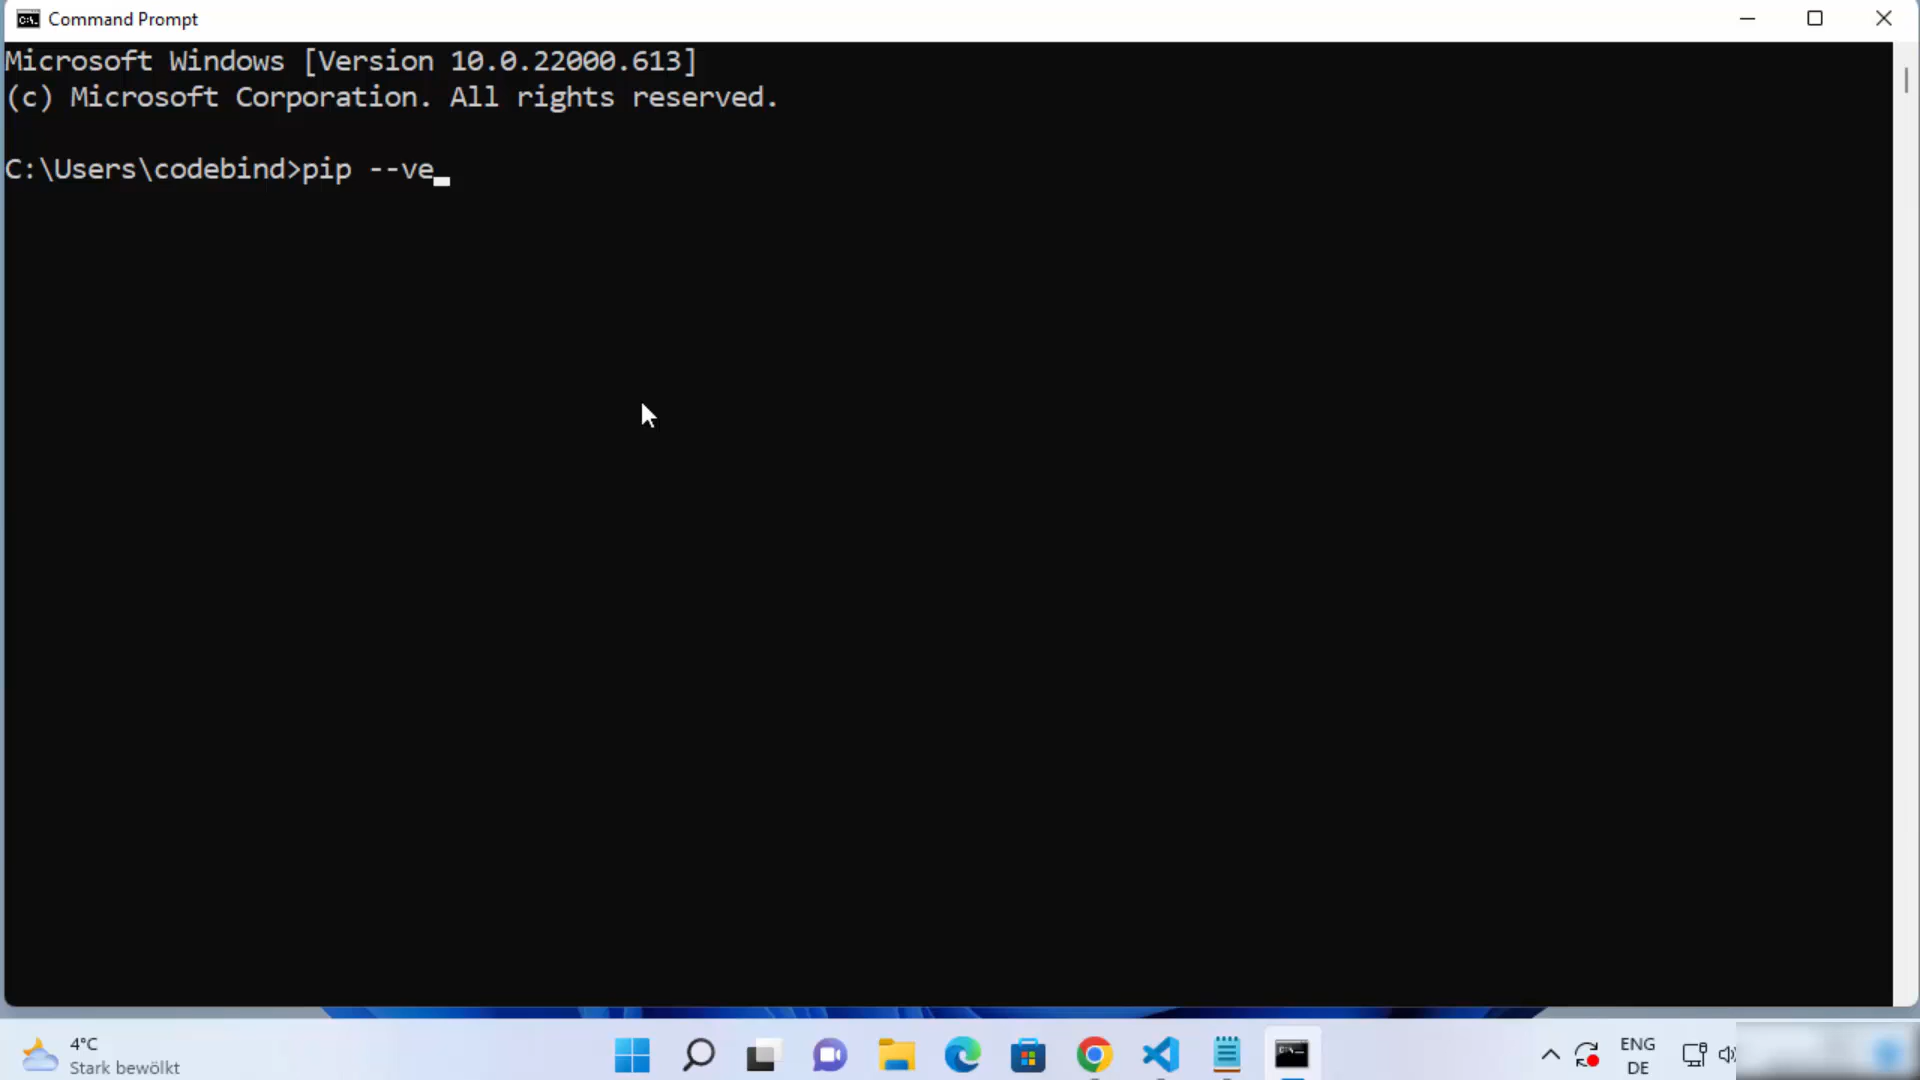 Command Prompt
Microsoft Windows [Version 10.0.22000.613]
(c) Microsoft Corporation. All rights reserved.
C:\Users\codebind>pip --ve
4°C
Stark bewölkt
ENG
DE